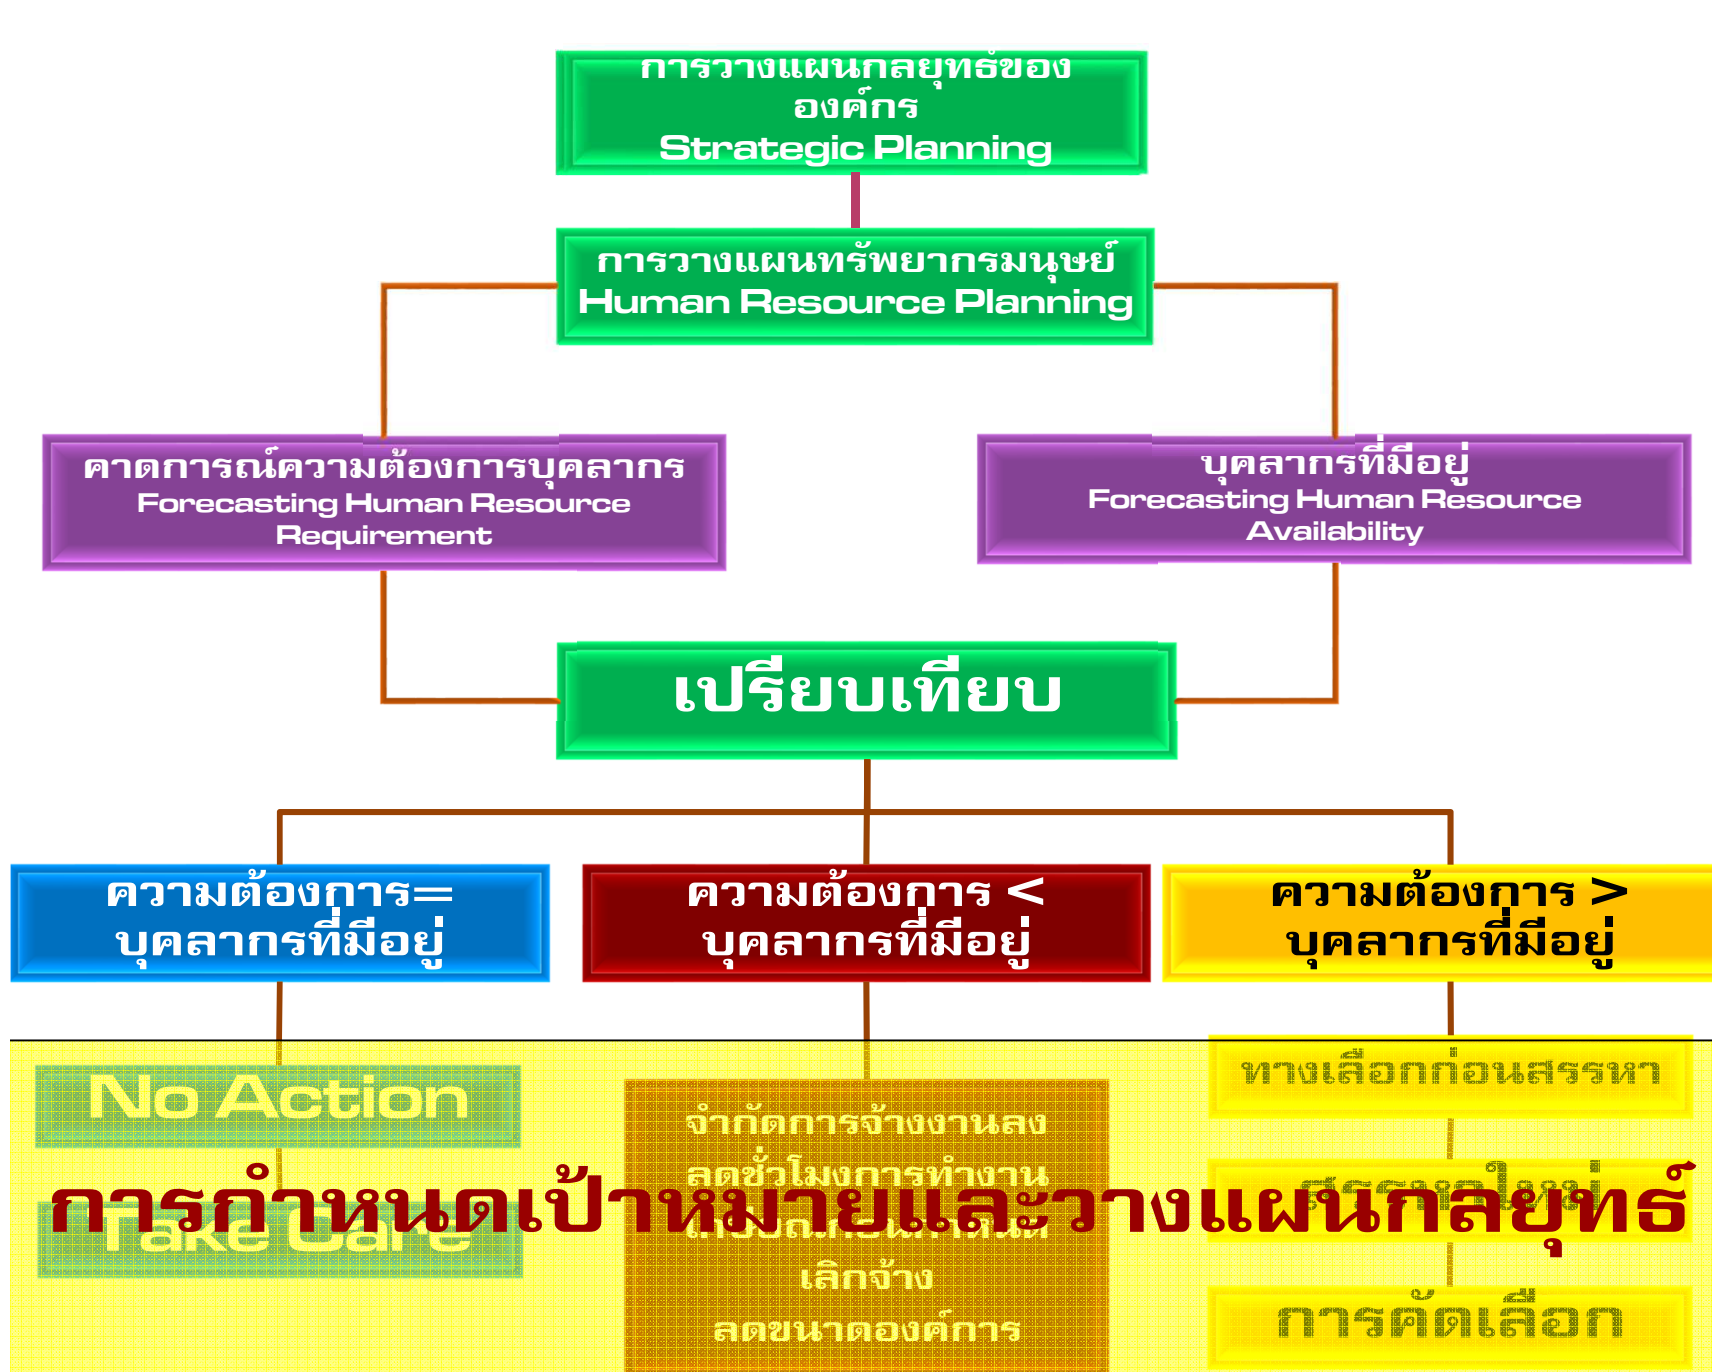 การวางแผนกลยุทธ์ของ
องค์กร
Strategic Planning
การวางแผนทรัพยากรมนุษย์
Human Resource Planning
คาดการณ์ความต้องการบุคลากร
Forecasting Human Resource
Requirement
บุคลากรที่มีอยู่
Forecasting Human Resource
Availability
เปรียบเทียบ
ความต้องการ=
บุคลากรที่มีอยู่
ความต้องการ <
บุคลากรที่มีอยู่
ความต้องการ >
บุคลากรที่มีอยู่
No Action
Take Care
จำกัดการจ้างงานลง
ลดชั่วโมงการทำงาน
เลิกจ้าง
ลดขนาดองค์การ
ทางเลือกก่อนสรรหา
สรรหาใหม่
การคัดเลือก
การกำหนดเป้าหมายและวางแผนกลยุทธ์